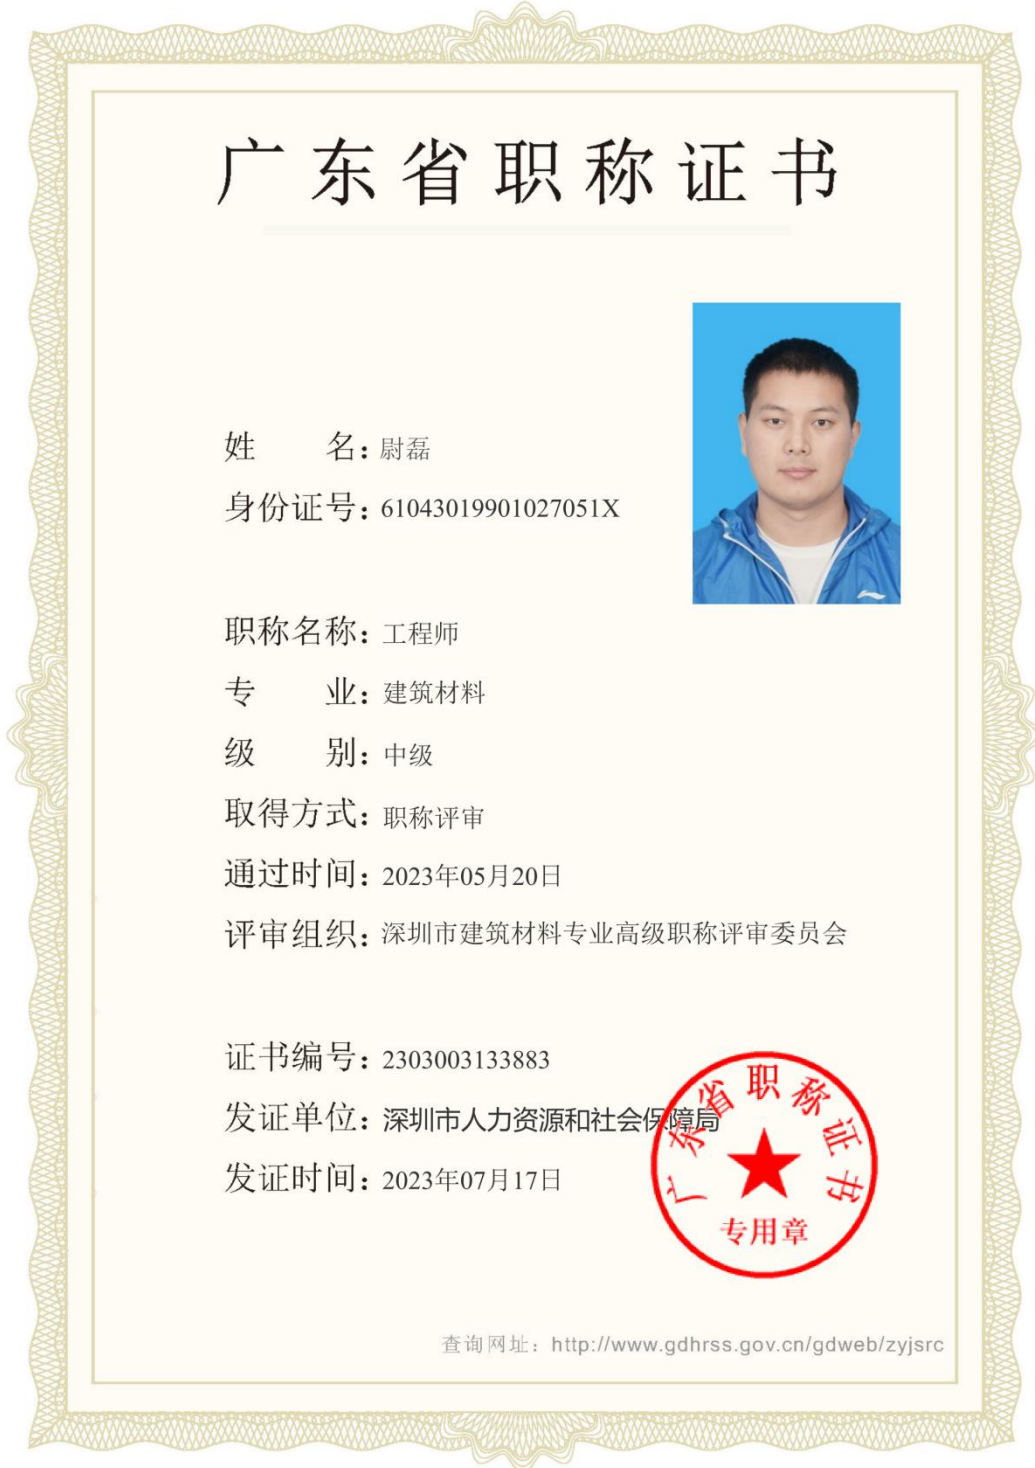 广东省职称证书
姓 名：尉磊
身份证号：61043019901027051X
职称名称：工程师
专 业：建筑材料
级 别：中级
取得方式：职称评审
通过时间：2023年05月20日
评审组织：深圳市建筑材料专业高级职称评审委员会
证书编号：2303003133883
发证单位：深圳市人力资源和社会保障局
发证时间：2023年07月17日
广东省职称证书
专用章
查询网址：http://www.gdhrss.gov.cn/gdweb/zyjsrc